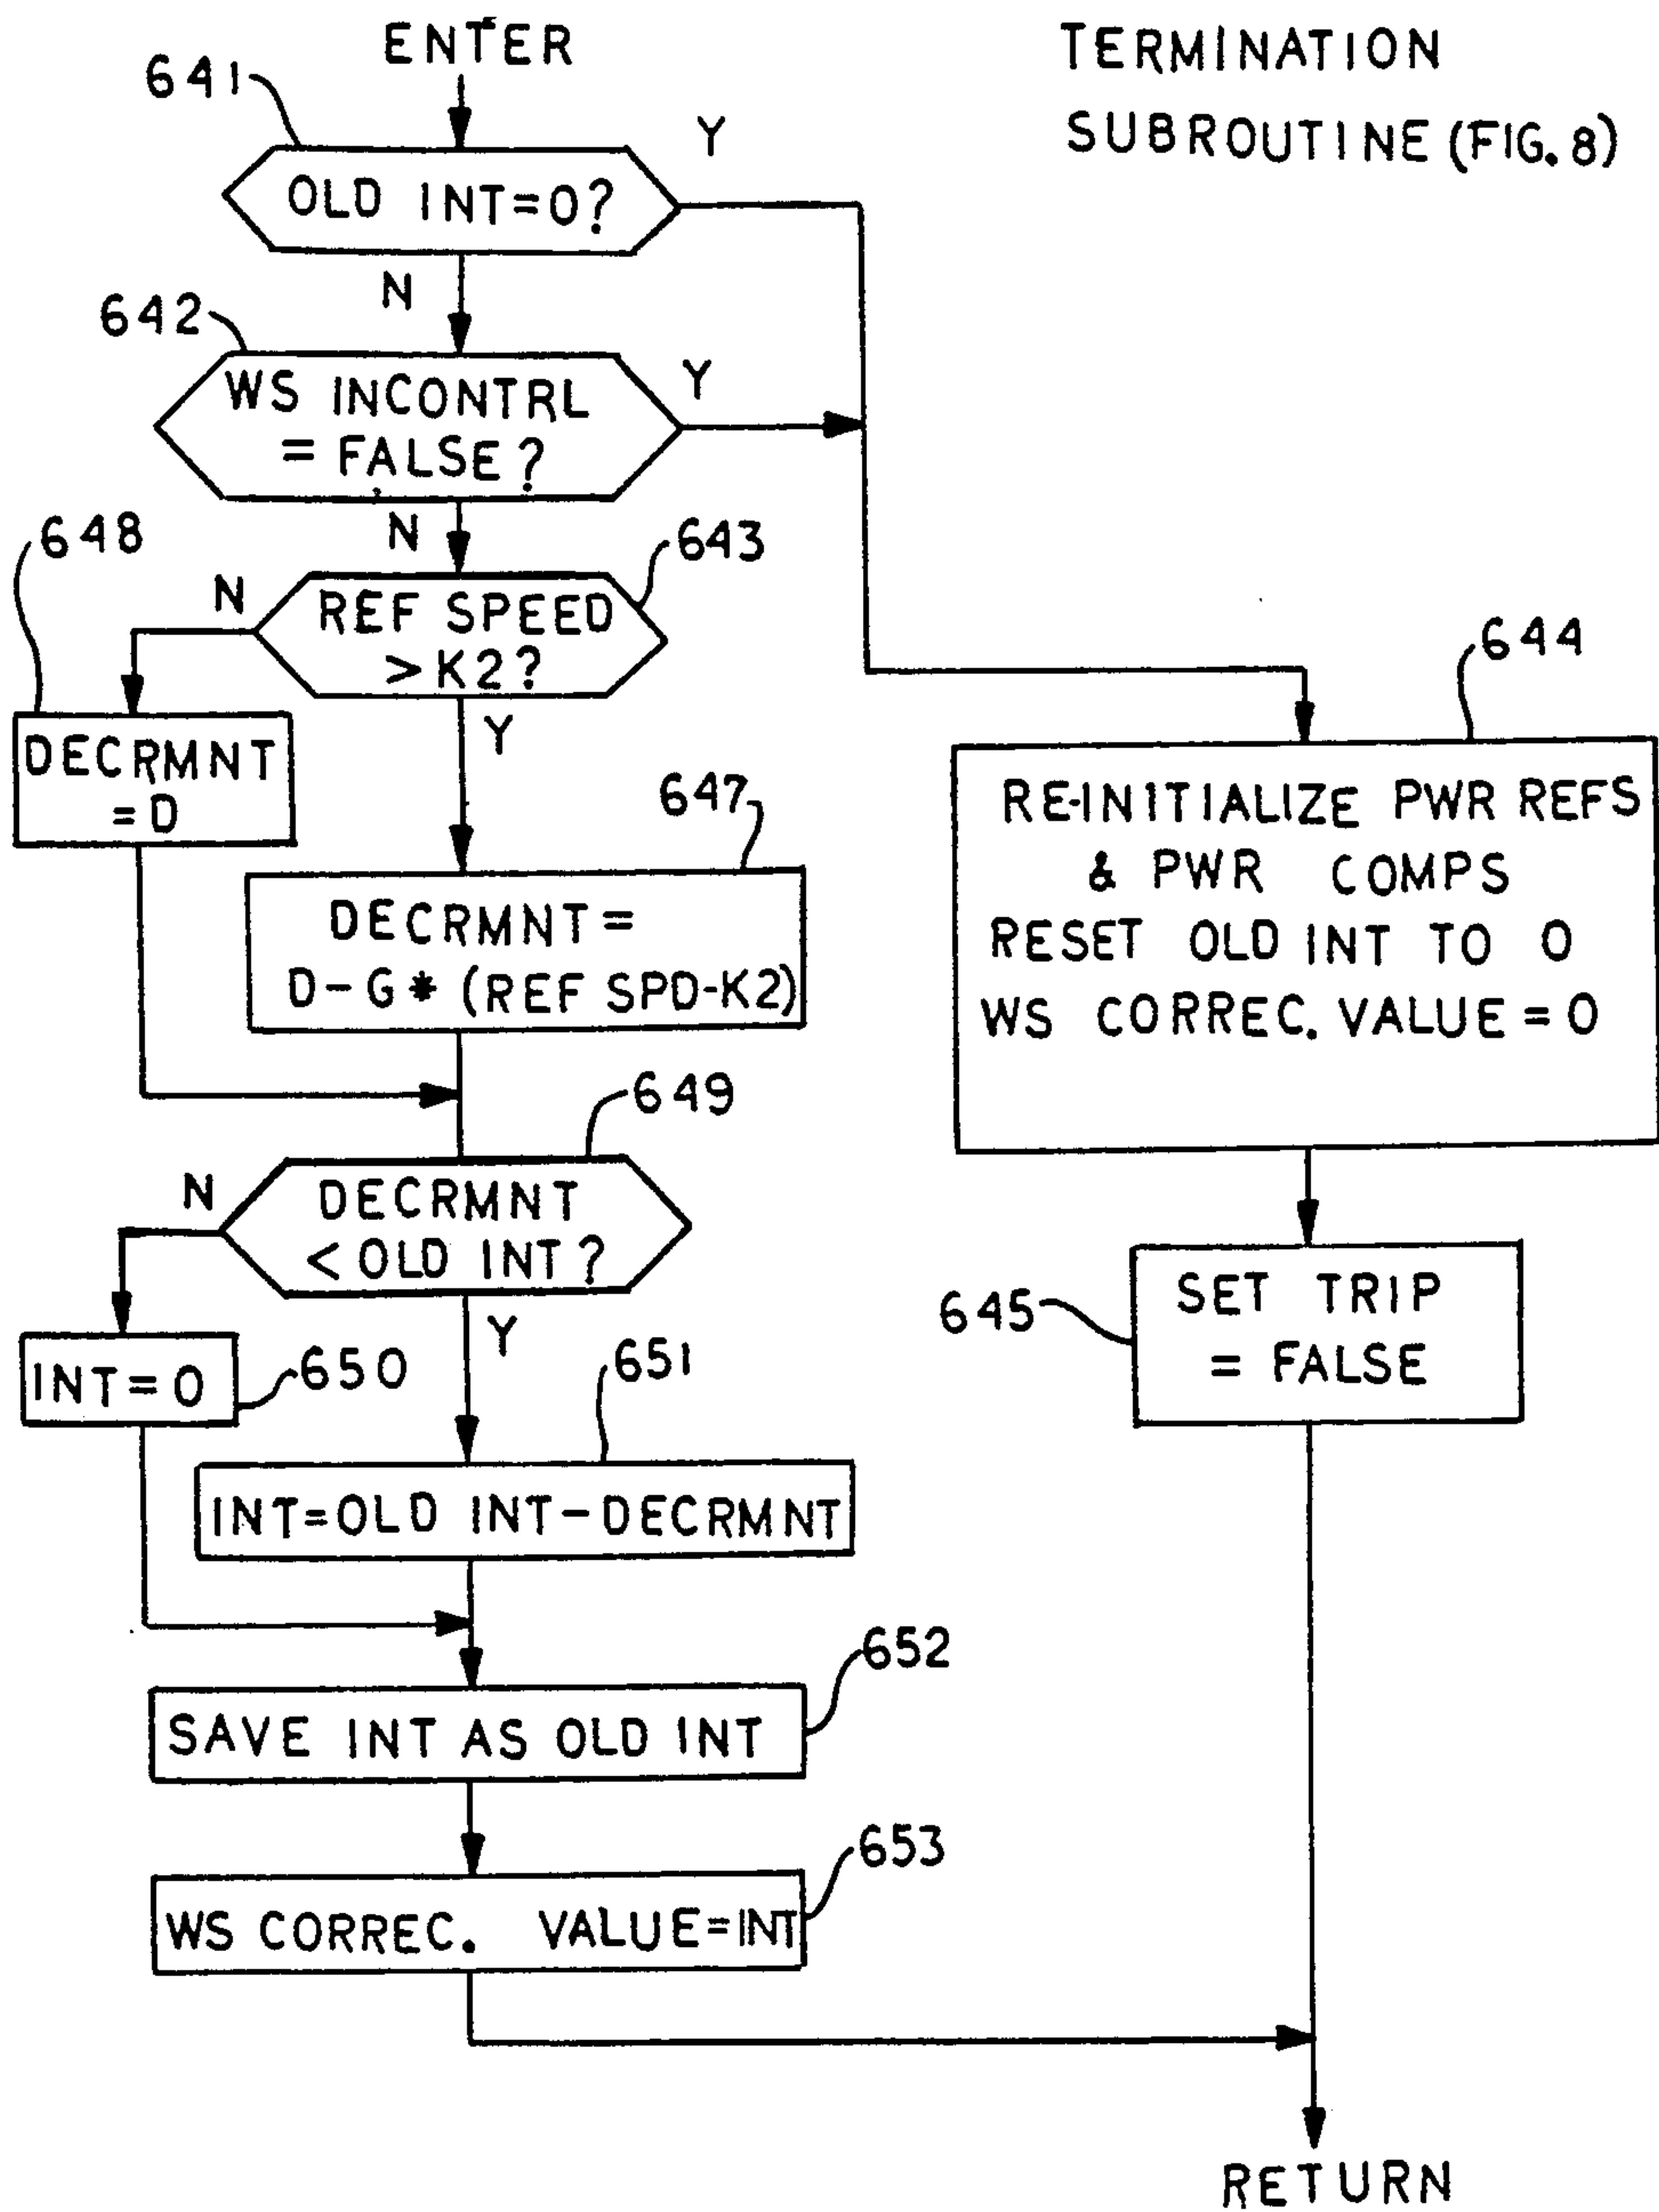 ENTER
TERMINATION
SUBROUTINE (FIG. 8)
641
Y
OLD INT=0?
N
642
Y
WS INCONTRL
= FALSE?
N
648
643
N
REF SPEED
>K2?
Y
644
DECRMNT
= D
647
DECRMNT =
D-G* (REF SPD-K2)
RE-INITIALIZE PWR REFS
& PWR COMPS
RESET OLD INT TO 0
WS CORREC. VALUE = 0
649
N
DECRMNT
< OLD INT?
Y
645
SET TRIP
= FALSE
INT=0
650
651
INT=OLD INT-DECRMNT
652
SAVE INT AS OLD INT
653
WS CORREC. VALUE=INT
RETURN